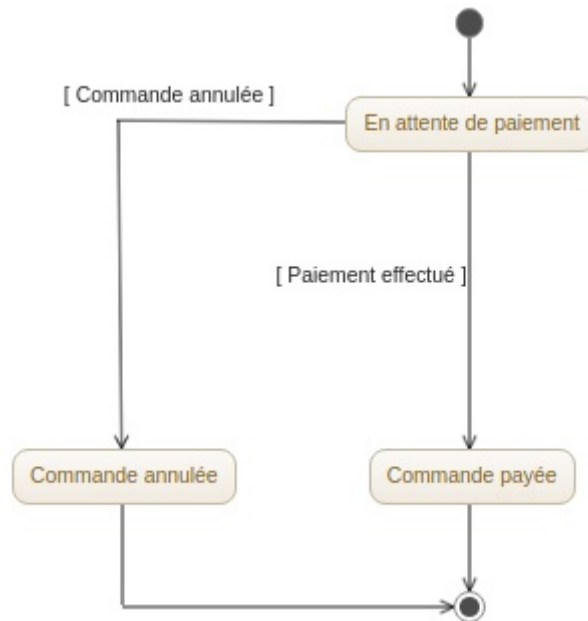 [ Commande annulée ]
En attente de paiement
[ Paiement effectué ]
Commande annulée
Commande payée